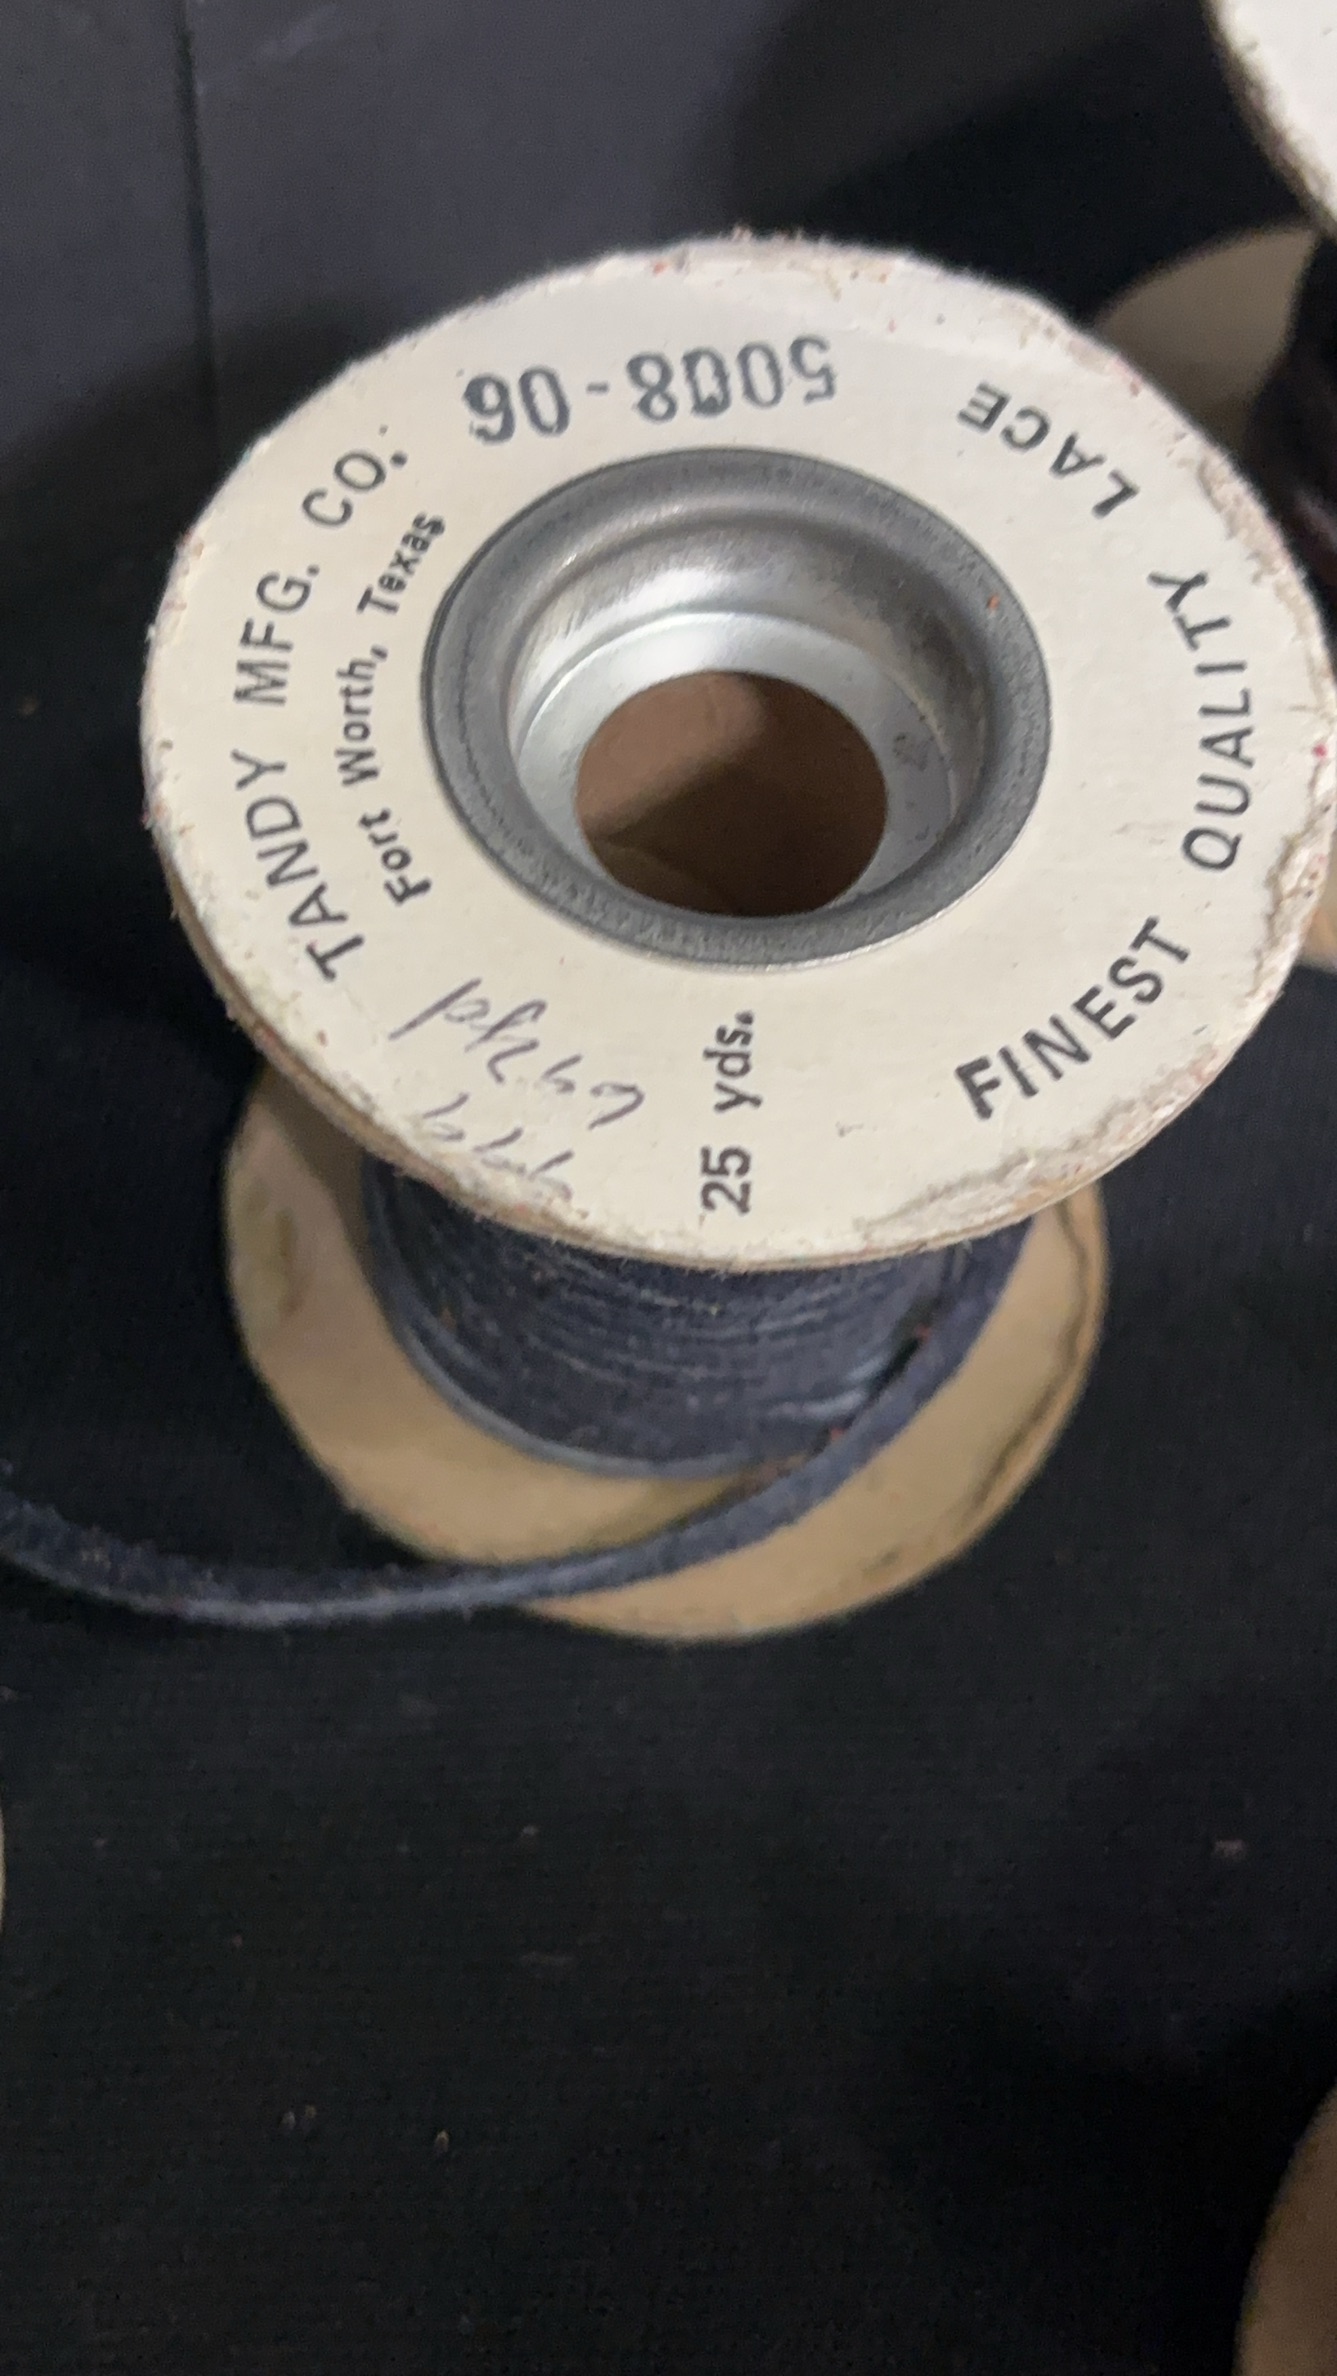 5008-06
TANDY MFG. CO.
Fort Worth, Texas
25 yds.
FINEST QUALITY LACE